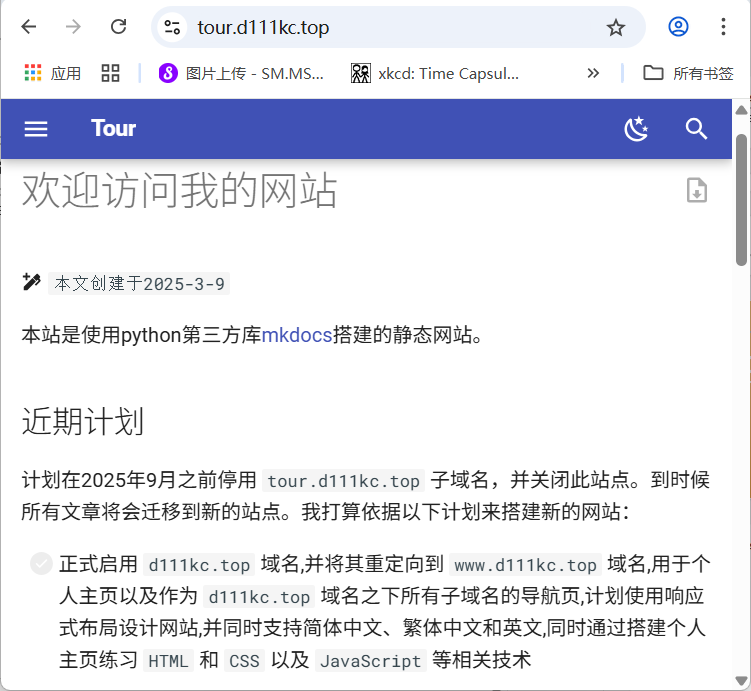 tour.d111kc.top
应用
图片上传 - SM.MS...
xkcd: Time Capsul...
所有书签
Tour
欢迎访问我的网站
本文创建于2025-3-9
本站是使用python第三方库mkdocs搭建的静态网站。
近期计划
计划在2025年9月之前停用 tour.d111kc.top 子域名，并关闭此站点。到时候
所有文章将会迁移到新的站点。我打算依据以下计划来搭建新的网站：
正式启用 d111kc.top 域名,并将其重定向到 www.d111kc.top 域名,用于个
人主页以及作为 d111kc.top 域名之下所有子域名的导航页,计划使用响应
式布局设计网站,并同时支持简体中文、繁体中文和英文,同时通过搭建个人
主页练习 HTML 和 CSS 以及 JavaScript 等相关技术